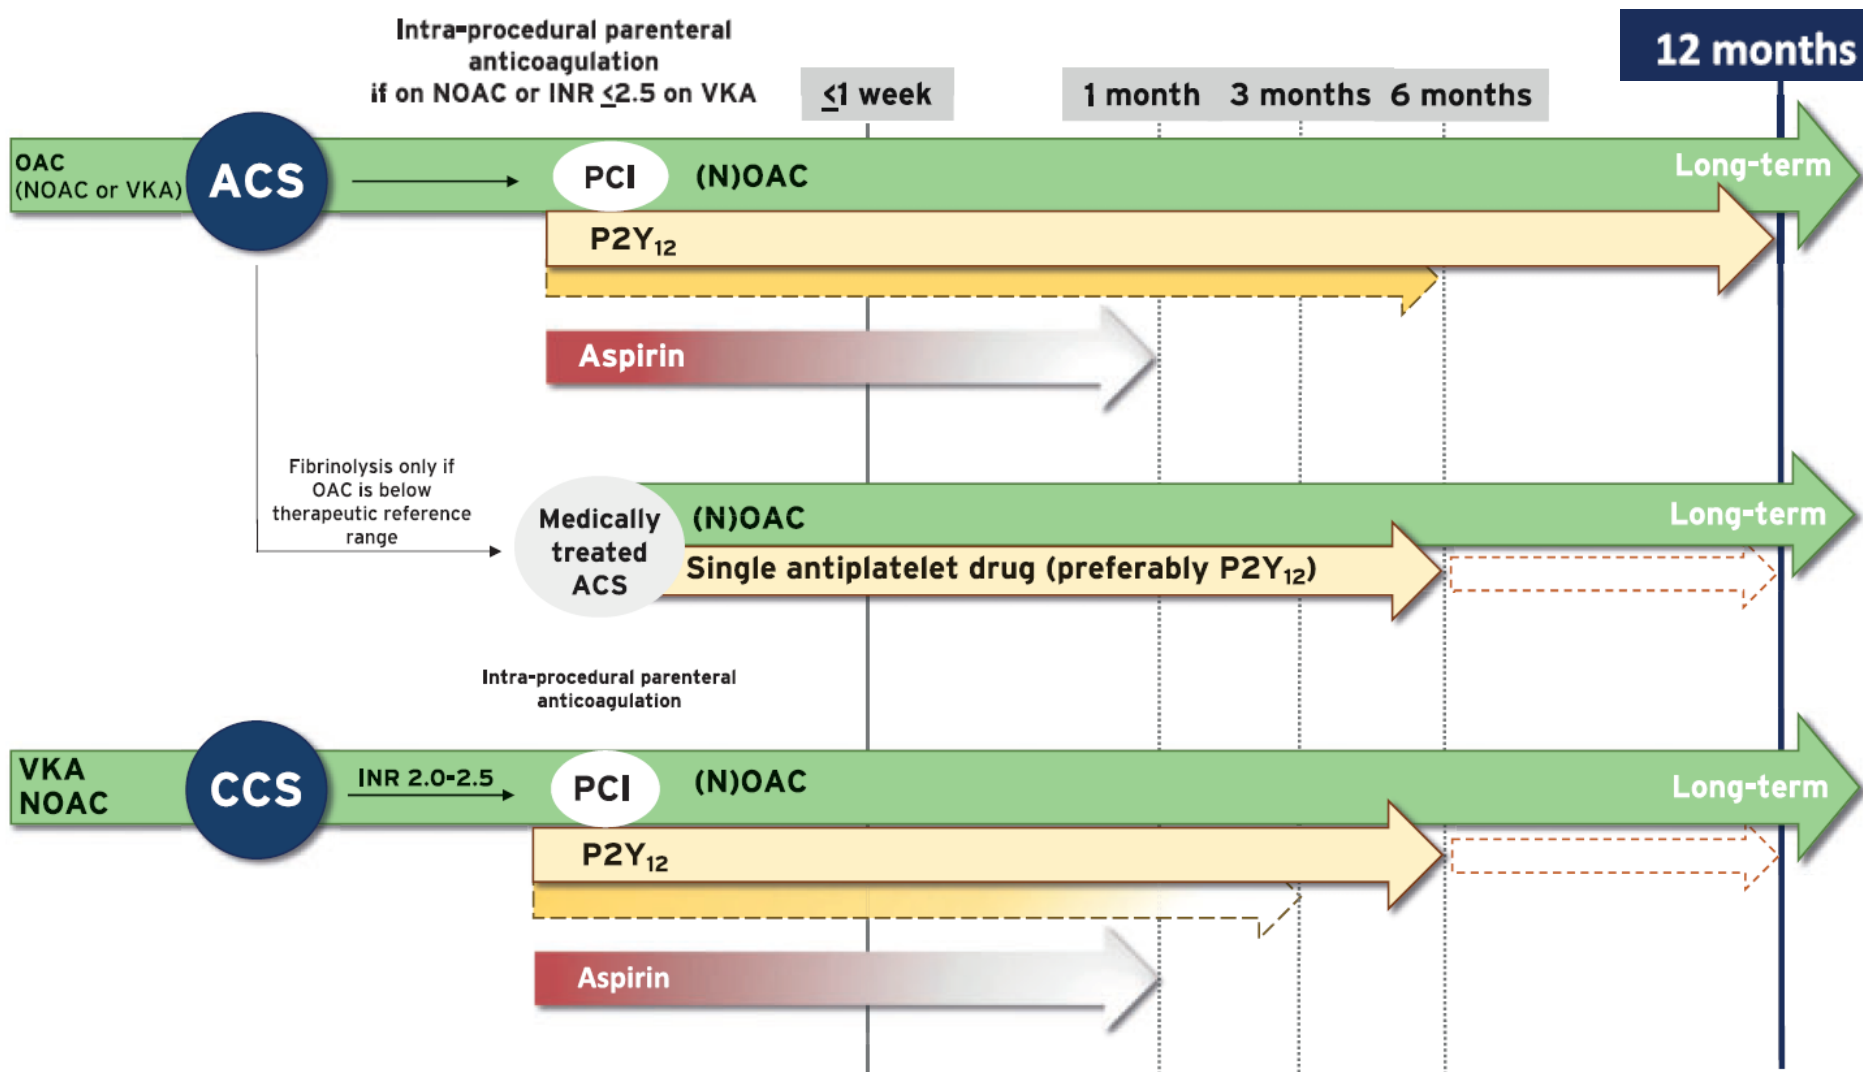 Intra-procedural parenteral
anticoagulation
if on NOAC or INR ≤2.5 on VKA
≤1 week
1 month
3 months
6 months
12 months
OAC
(NOAC or VKA)
ACS
PCI
(N)OAC
Long-term
P2Y₁₂
Aspirin
Fibrinolysis only if
OAC is below
therapeutic reference
range
Medically
treated
ACS
(N)OAC
Long-term
Single antiplatelet drug (preferably P2Y₁₂)
Intra-procedural parenteral
anticoagulation
VKA
NOAC
CCS
INR 2.0-2.5
PCI
(N)OAC
Long-term
P2Y₁₂
Aspirin